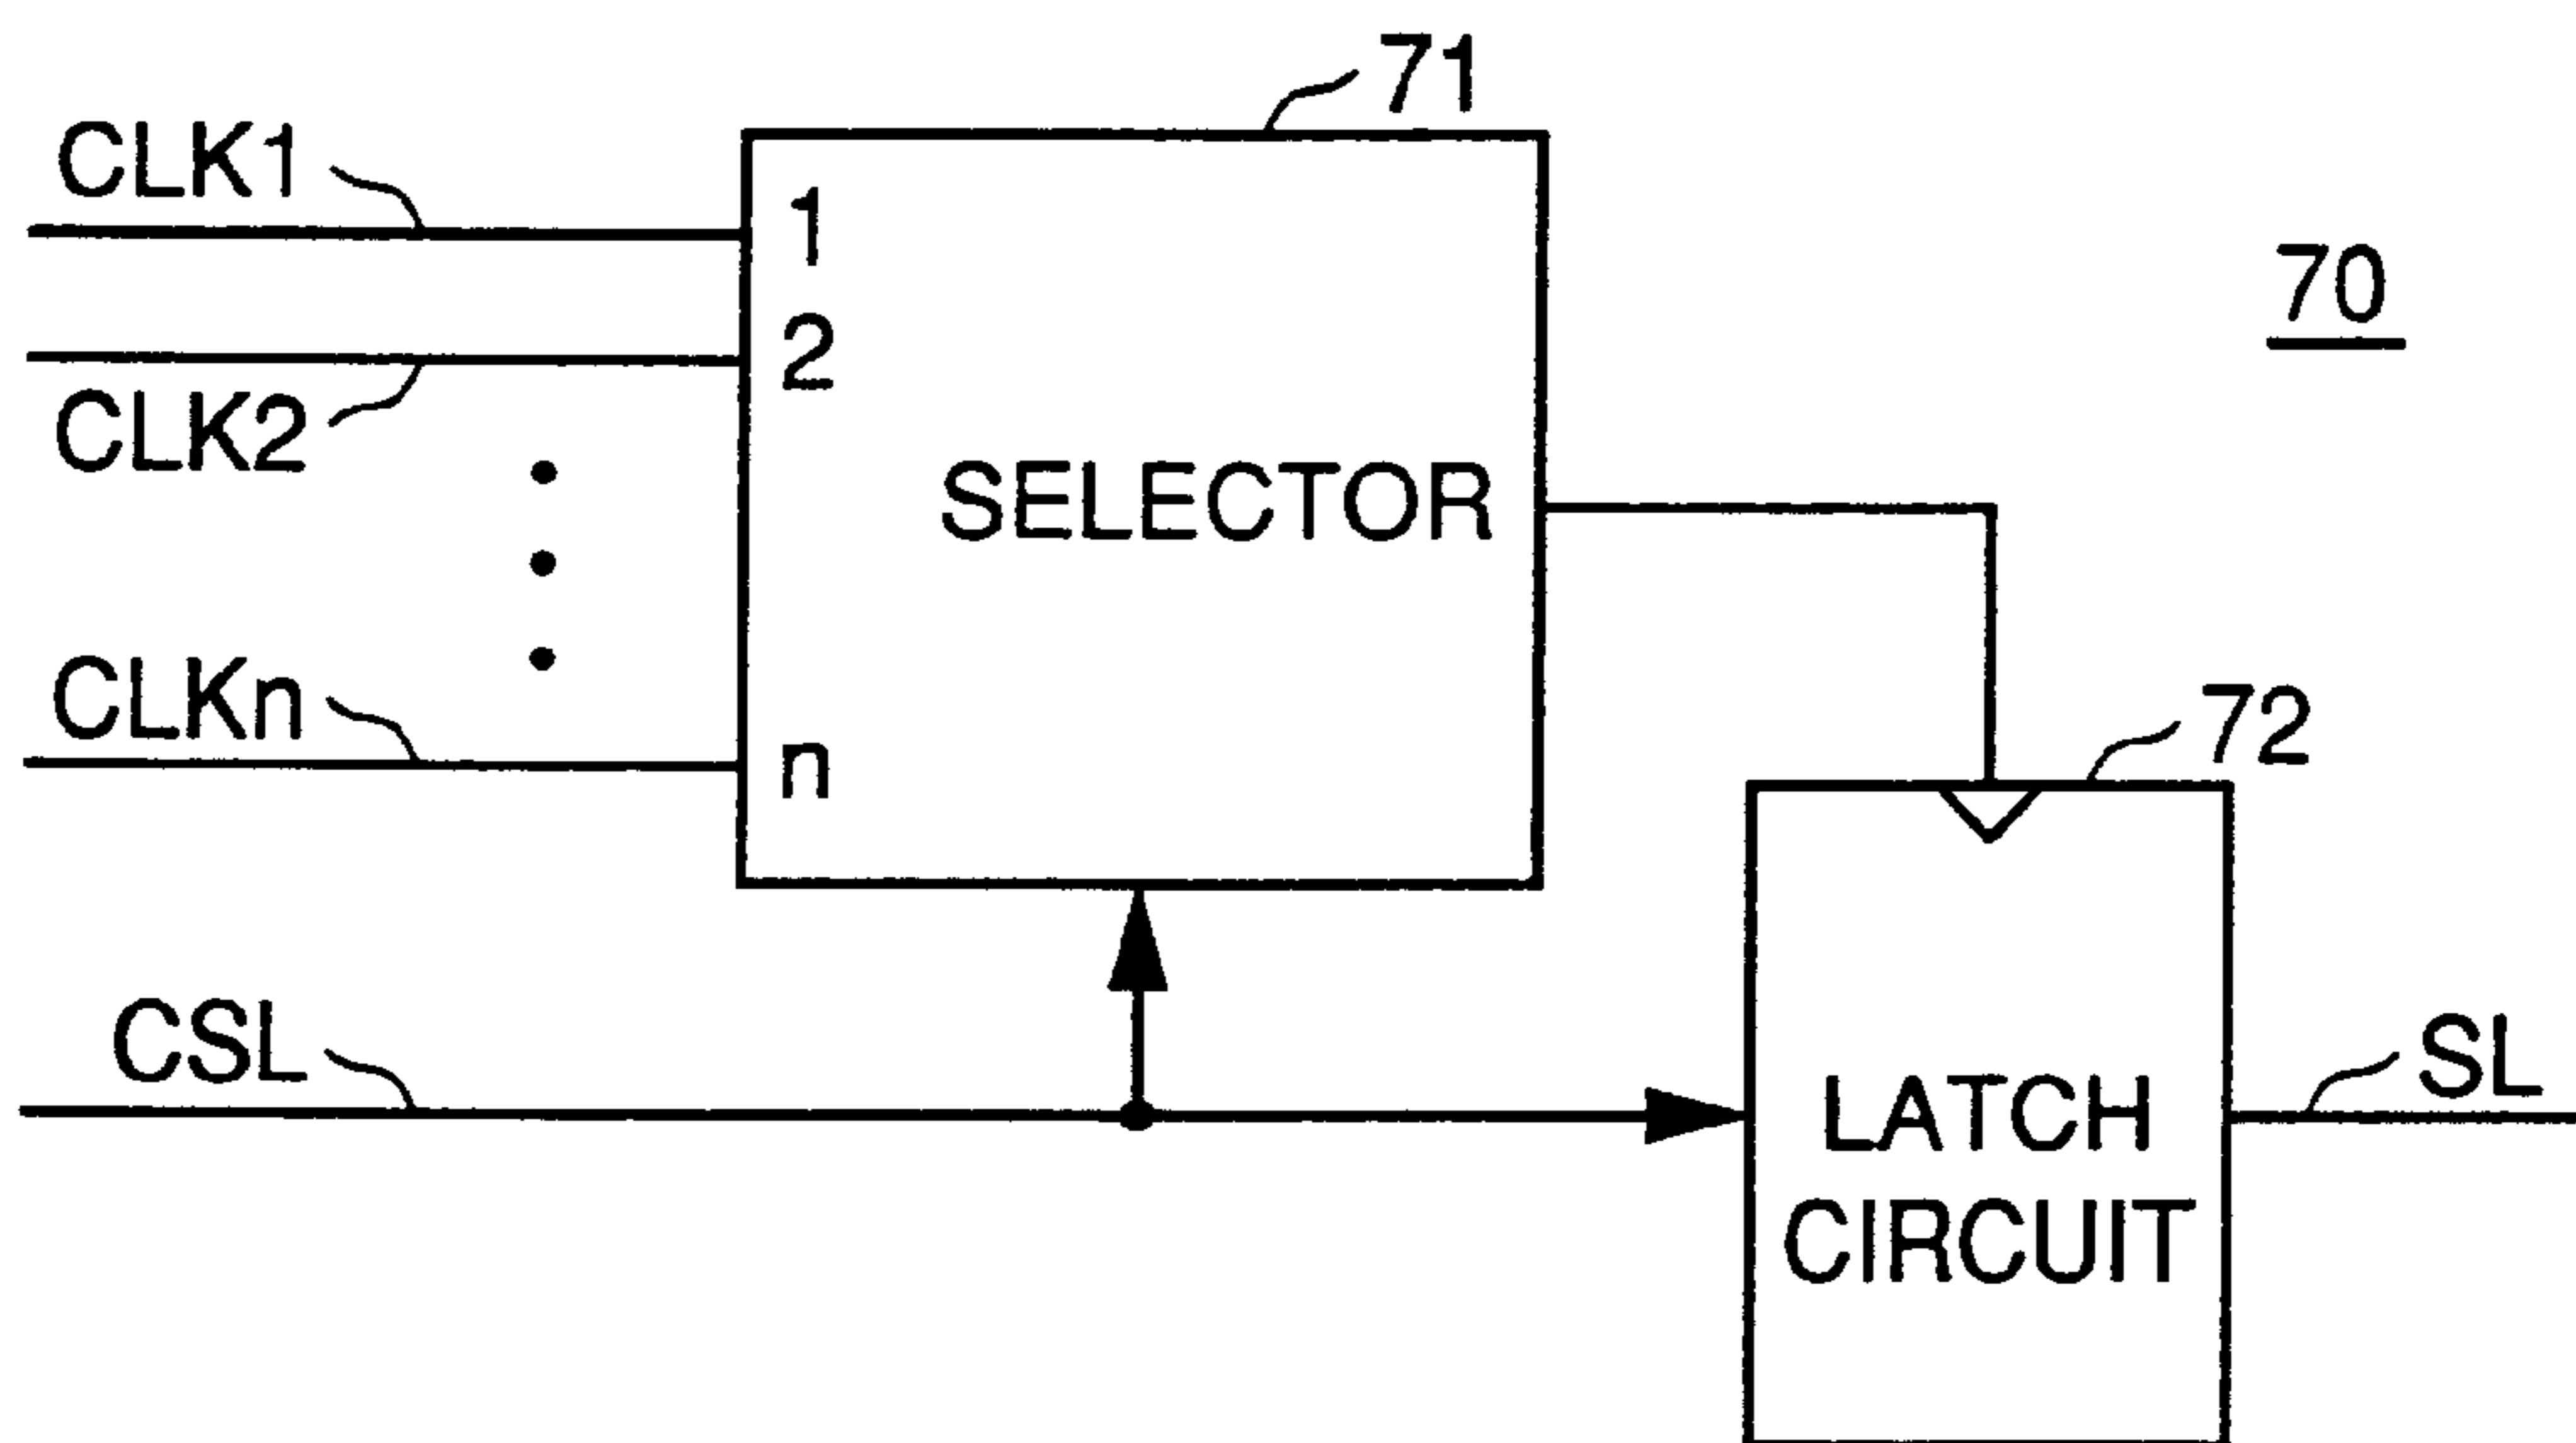 71
CLK1
1
70
2
CLK2
SELECTOR
CLKn
n
72
CSL
SL
LATCH
CIRCUIT